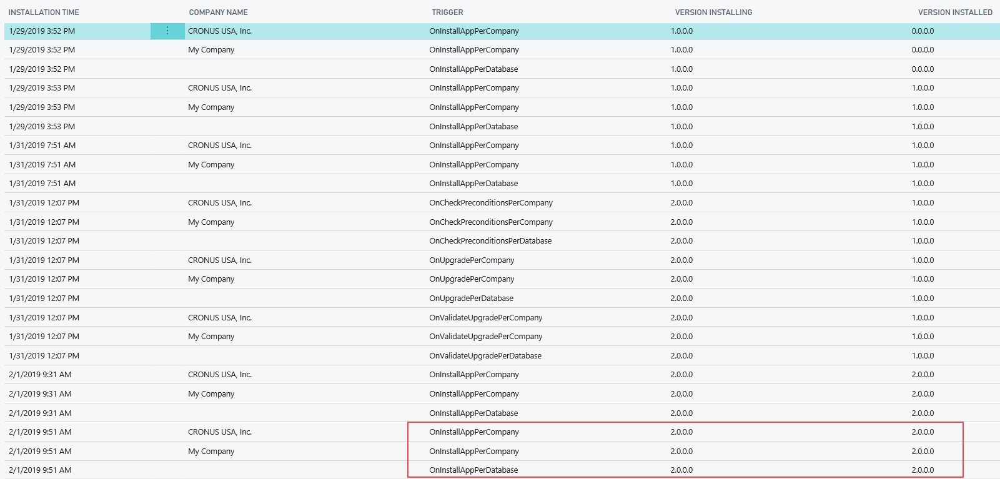 INSTALLATION TIME COMPANY NAME TRIGGER VERSION INSTALLING VERSION INSTALLED
1/29/2019 3:52 PM CRONUS USA, Inc. OnInstallAppPerCompany 1.0.0.0 0.0.0.0
1/29/2019 3:52 PM My Company OnInstallAppPerCompany 1.0.0.0 0.0.0.0
1/29/2019 3:52 PM OnInstallAppPerDatabase 1.0.0.0 0.0.0.0
1/29/2019 3:53 PM CRONUS USA, Inc. OnInstallAppPerCompany 1.0.0.0 1.0.0.0
1/29/2019 3:53 PM My Company OnInstallAppPerCompany 1.0.0.0 1.0.0.0
1/29/2019 3:53 PM OnInstallAppPerDatabase 1.0.0.0 1.0.0.0
1/31/2019 7:51 AM CRONUS USA, Inc. OnInstallAppPerCompany 1.0.0.0 1.0.0.0
1/31/2019 7:51 AM My Company OnInstallAppPerCompany 1.0.0.0 1.0.0.0
1/31/2019 7:51 AM OnInstallAppPerDatabase 1.0.0.0 1.0.0.0
1/31/2019 12:07 PM CRONUS USA, Inc. OnCheckPreconditionsPerCompany 2.0.0.0 1.0.0.0
1/31/2019 12:07 PM My Company OnCheckPreconditionsPerCompany 2.0.0.0 1.0.0.0
1/31/2019 12:07 PM OnCheckPreconditionsPerDatabase 2.0.0.0 1.0.0.0
1/31/2019 12:07 PM CRONUS USA, Inc. OnUpgradePerCompany 2.0.0.0 1.0.0.0
1/31/2019 12:07 PM My Company OnUpgradePerCompany 2.0.0.0 1.0.0.0
1/31/2019 12:07 PM OnUpgradePerDatabase 2.0.0.0 1.0.0.0
1/31/2019 12:07 PM CRONUS USA, Inc. OnValidateUpgradePerCompany 2.0.0.0 1.0.0.0
1/31/2019 12:07 PM My Company OnValidateUpgradePerCompany 2.0.0.0 1.0.0.0
1/31/2019 12:07 PM OnValidateUpgradePerDatabase 2.0.0.0 1.0.0.0
2/1/2019 9:31 AM CRONUS USA, Inc. OnInstallAppPerCompany 2.0.0.0 2.0.0.0
2/1/2019 9:31 AM My Company OnInstallAppPerCompany 2.0.0.0 2.0.0.0
2/1/2019 9:31 AM OnInstallAppPerDatabase 2.0.0.0 2.0.0.0
2/1/2019 9:51 AM CRONUS USA, Inc. OnInstallAppPerCompany 2.0.0.0 2.0.0.0
2/1/2019 9:51 AM My Company OnInstallAppPerCompany 2.0.0.0 2.0.0.0
2/1/2019 9:51 AM OnInstallAppPerDatabase 2.0.0.0 2.0.0.0